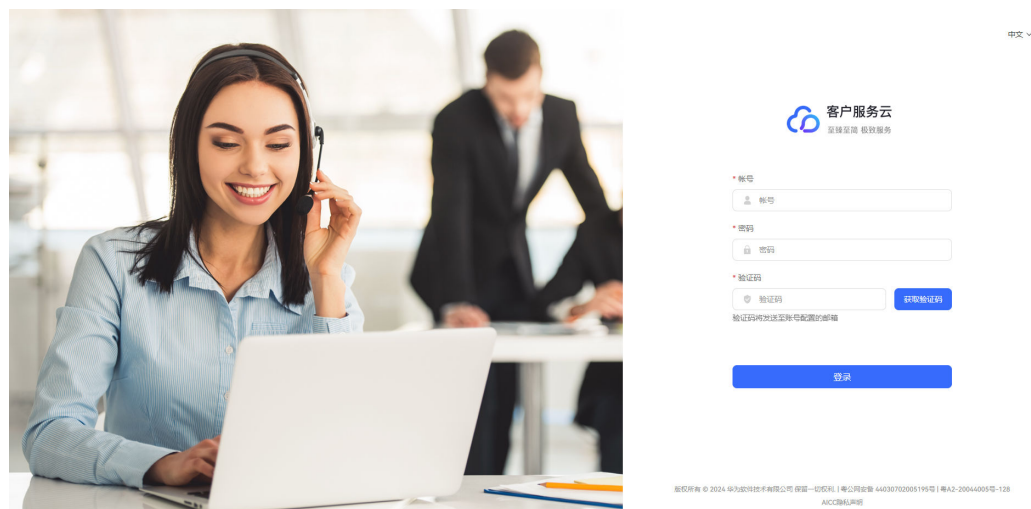 中文
客户服务云
至臻至简 极致服务
* 帐号
帐号
* 密码
密码
* 验证码
验证码
获取验证码
验证码将发送至账号配置的邮箱
登录
版权所有 © 2024 华为软件技术有限公司 保留一切权利. | 粤公网安备 44030702005195号 | 粤A2-20044005号-128
AICC隐私声明